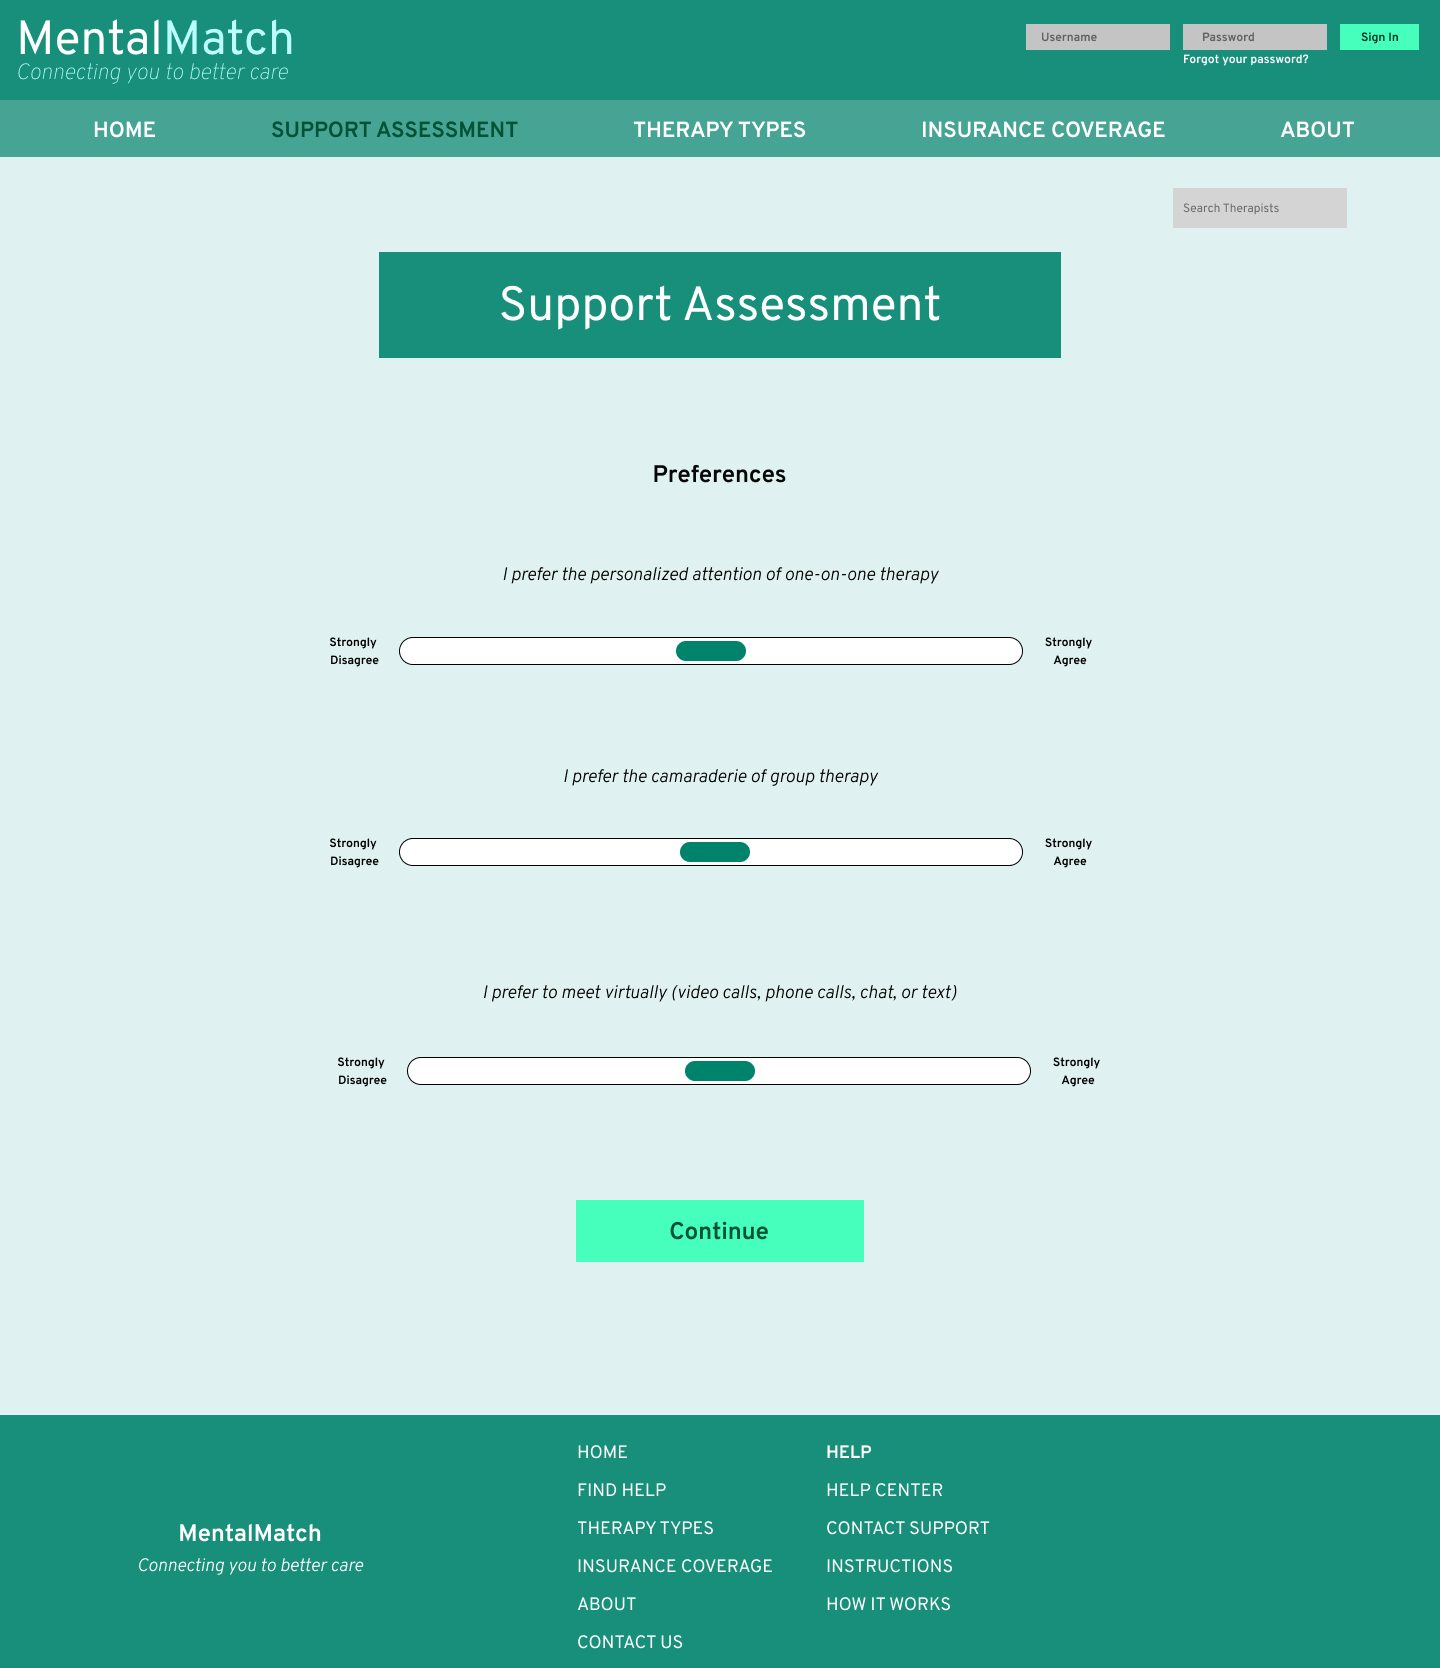 MentalMatch
Connecting you to better care
Username
Password
Sign In
Forgot your password?
HOME
SUPPORT ASSESSMENT
THERAPY TYPES
INSURANCE COVERAGE
ABOUT
Search Therapists
Support Assessment
Preferences
I prefer the personalized attention of one-on-one therapy
Strongly
Disagree
Strongly
Agree
I prefer the camaraderie of group therapy
Strongly
Disagree
Strongly
Agree
I prefer to meet virtually (video calls, phone calls, chat, or text)
Strongly
Disagree
Strongly
Agree
Continue
MentalMatch
Connecting you to better care
HOME
FIND HELP
THERAPY TYPES
INSURANCE COVERAGE
ABOUT
CONTACT US
HELP
HELP CENTER
CONTACT SUPPORT
INSTRUCTIONS
HOW IT WORKS